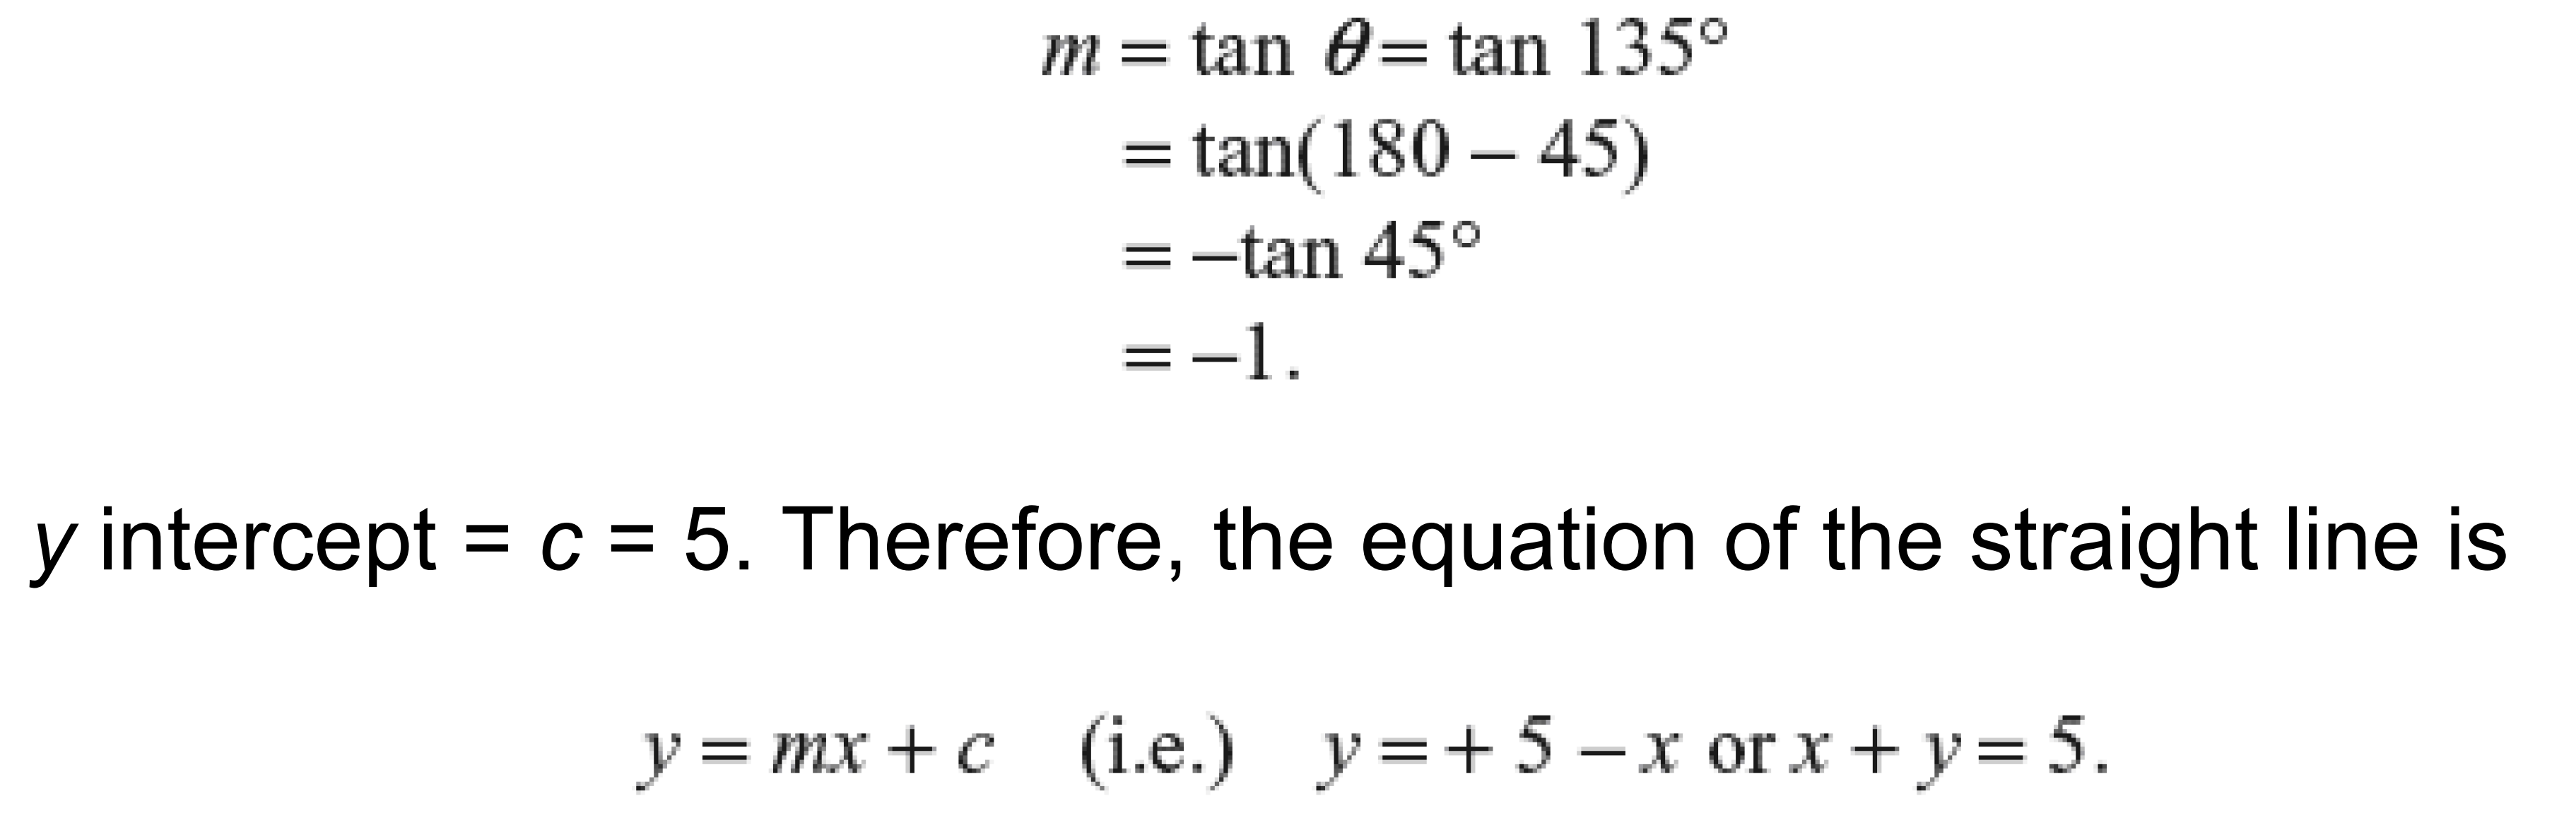 m = tan θ = tan 135°
= tan(180 – 45)
= –tan 45°
= –1.
y intercept = c = 5. Therefore, the equation of the straight line is
y = mx + c (i.e.) y = + 5 – x or x + y = 5.